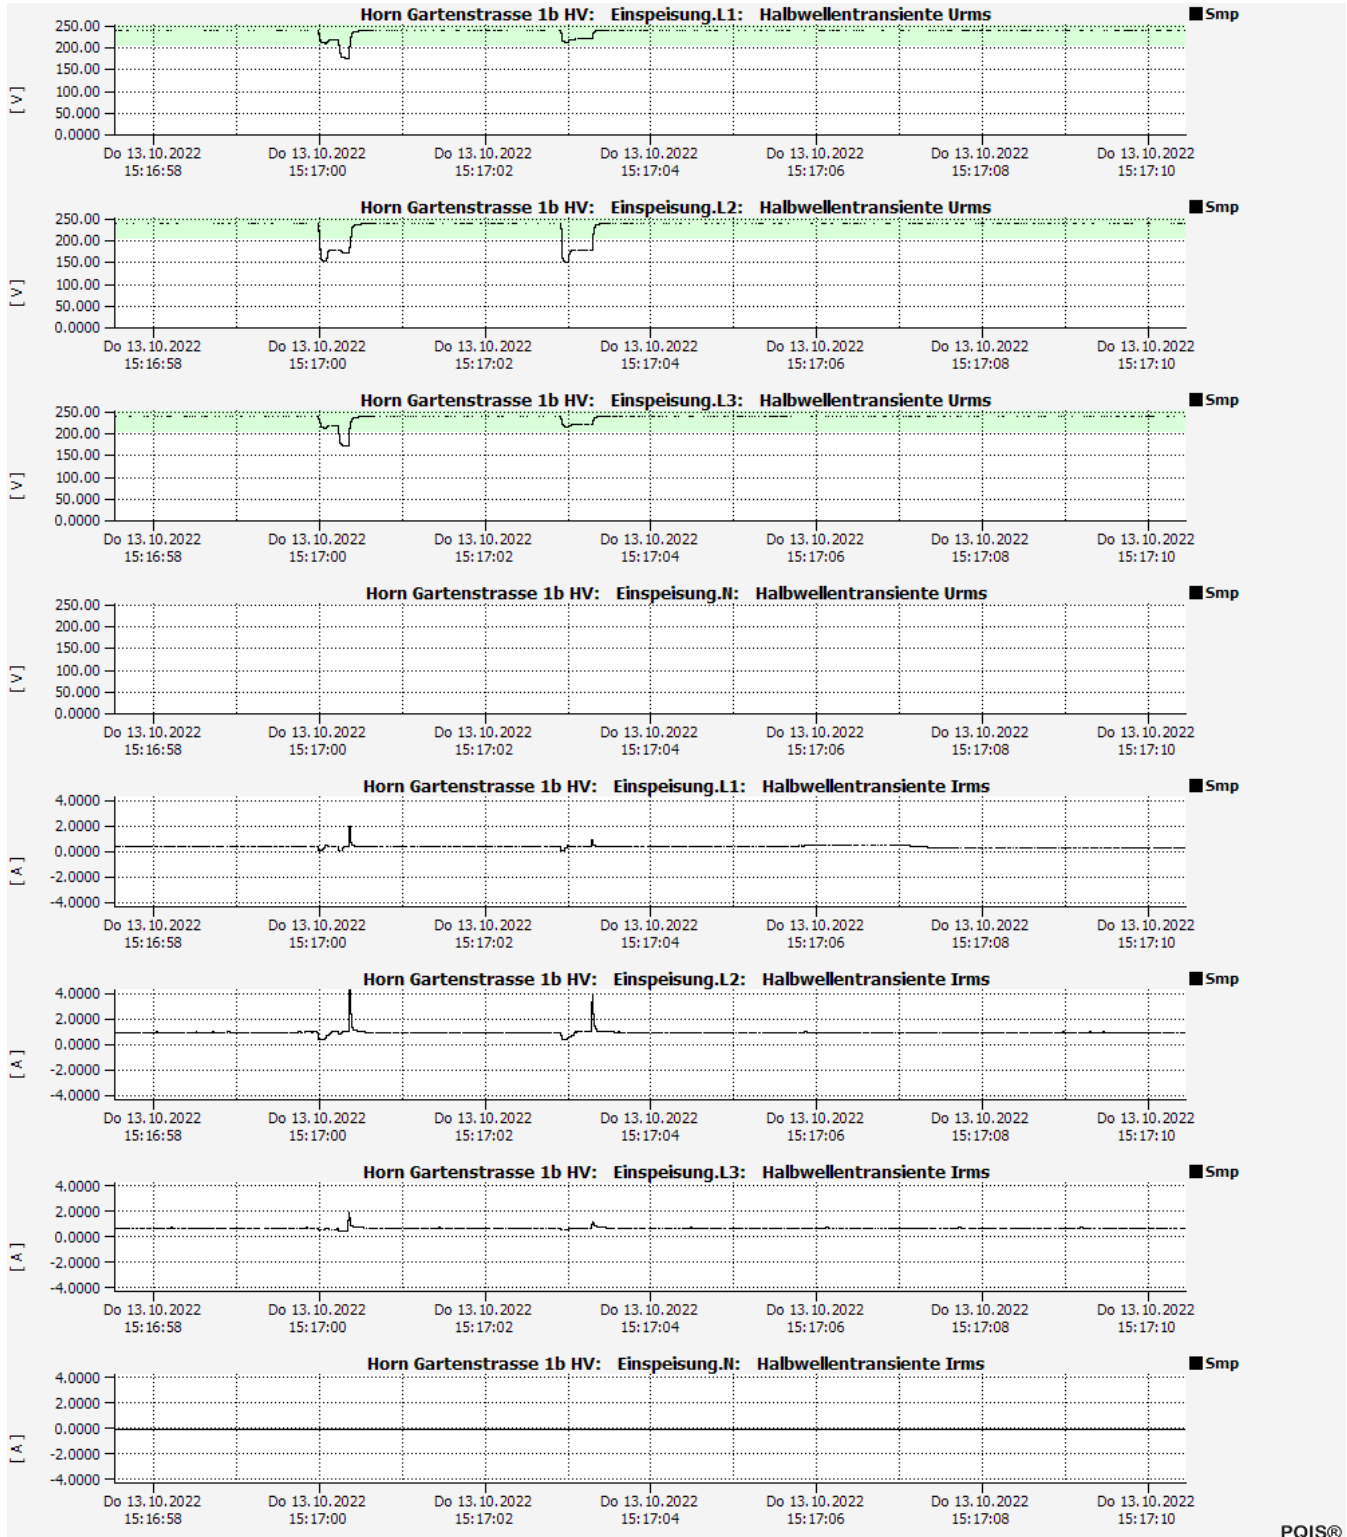 Horn Gartenstrasse 1b HV: Einspeisung.L1: Halbwellentransiente Urms
Smp
250.00
200.00
150.00
100.00
50.000
0.0000
[ V ]
Do 13.10.2022 Do 13.10.2022 Do 13.10.2022 Do 13.10.2022 Do 13.10.2022 Do 13.10.2022 Do 13.10.2022
15:16:58 15:17:00 15:17:02 15:17:04 15:17:06 15:17:08 15:17:10
Horn Gartenstrasse 1b HV: Einspeisung.L2: Halbwellentransiente Urms
Smp
250.00
200.00
150.00
100.00
50.000
0.0000
[ V ]
Do 13.10.2022 Do 13.10.2022 Do 13.10.2022 Do 13.10.2022 Do 13.10.2022 Do 13.10.2022 Do 13.10.2022
15:16:58 15:17:00 15:17:02 15:17:04 15:17:06 15:17:08 15:17:10
Horn Gartenstrasse 1b HV: Einspeisung.L3: Halbwellentransiente Urms
Smp
250.00
200.00
150.00
100.00
50.000
0.0000
[ V ]
Do 13.10.2022 Do 13.10.2022 Do 13.10.2022 Do 13.10.2022 Do 13.10.2022 Do 13.10.2022 Do 13.10.2022
15:16:58 15:17:00 15:17:02 15:17:04 15:17:06 15:17:08 15:17:10
Horn Gartenstrasse 1b HV: Einspeisung.N: Halbwellentransiente Urms
Smp
250.00
200.00
150.00
100.00
50.000
0.0000
[ V ]
Do 13.10.2022 Do 13.10.2022 Do 13.10.2022 Do 13.10.2022 Do 13.10.2022 Do 13.10.2022 Do 13.10.2022
15:16:58 15:17:00 15:17:02 15:17:04 15:17:06 15:17:08 15:17:10
Horn Gartenstrasse 1b HV: Einspeisung.L1: Halbwellentransiente Irms
Smp
4.0000
2.0000
0.0000
-2.0000
-4.0000
[ A ]
Do 13.10.2022 Do 13.10.2022 Do 13.10.2022 Do 13.10.2022 Do 13.10.2022 Do 13.10.2022 Do 13.10.2022
15:16:58 15:17:00 15:17:02 15:17:04 15:17:06 15:17:08 15:17:10
Horn Gartenstrasse 1b HV: Einspeisung.L2: Halbwellentransiente Irms
Smp
4.0000
2.0000
0.0000
-2.0000
-4.0000
[ A ]
Do 13.10.2022 Do 13.10.2022 Do 13.10.2022 Do 13.10.2022 Do 13.10.2022 Do 13.10.2022 Do 13.10.2022
15:16:58 15:17:00 15:17:02 15:17:04 15:17:06 15:17:08 15:17:10
Horn Gartenstrasse 1b HV: Einspeisung.L3: Halbwellentransiente Irms
Smp
4.0000
2.0000
0.0000
-2.0000
-4.0000
[ A ]
Do 13.10.2022 Do 13.10.2022 Do 13.10.2022 Do 13.10.2022 Do 13.10.2022 Do 13.10.2022 Do 13.10.2022
15:16:58 15:17:00 15:17:02 15:17:04 15:17:06 15:17:08 15:17:10
Horn Gartenstrasse 1b HV: Einspeisung.N: Halbwellentransiente Irms
Smp
4.0000
2.0000
0.0000
-2.0000
-4.0000
[ A ]
Do 13.10.2022 Do 13.10.2022 Do 13.10.2022 Do 13.10.2022 Do 13.10.2022 Do 13.10.2022 Do 13.10.2022
15:16:58 15:17:00 15:17:02 15:17:04 15:17:06 15:17:08 15:17:10
PQIS®